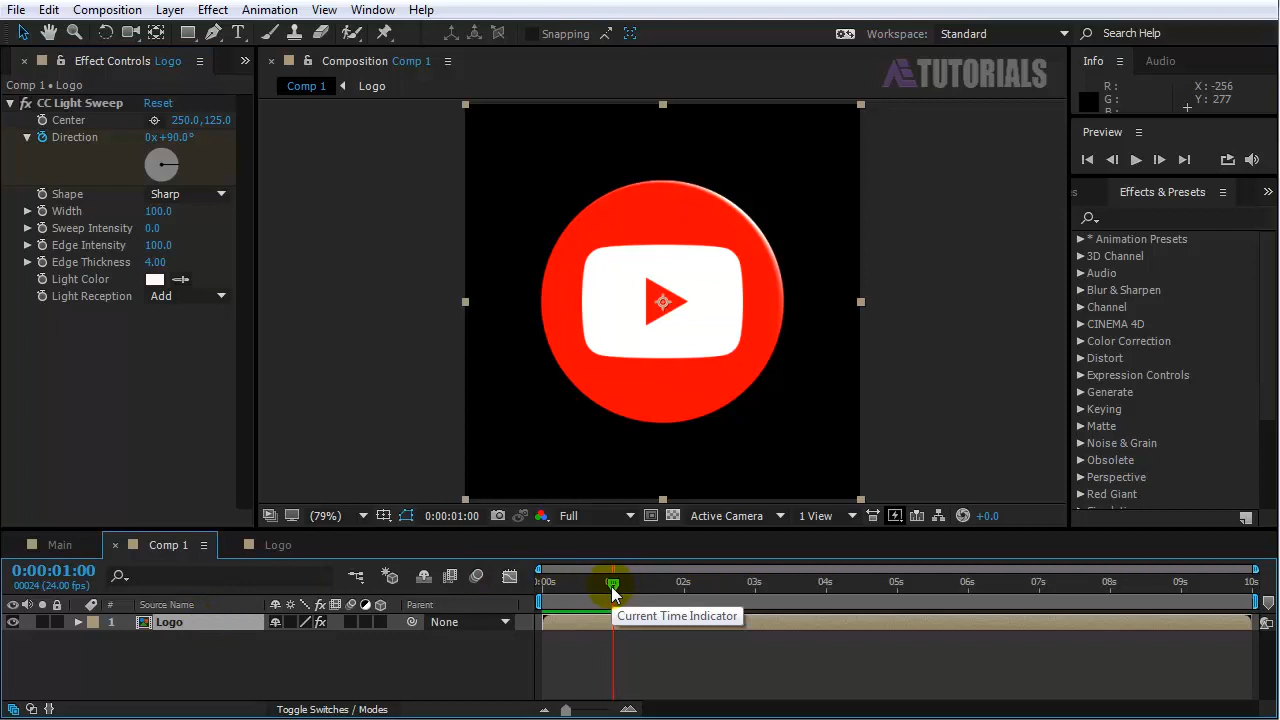 File Edit Composition Layer Effect Animation View Window Help
Snapping Workspace: Standard Search Help
Effect Controls Logo
Comp 1 • Logo
fx CC Light Sweep Reset
Center 250.0,125.0
Direction 0x+90.0°
Shape Sharp
Width 100.0
Sweep Intensity 0.0
Edge Intensity 100.0
Edge Thickness 4.00
Light Color
Light Reception Add
Composition Comp 1
Comp 1 Logo
AETUTORIALS
(79%) 0:00:01:00 Full Active Camera 1 View +0.0
Info Audio
R: X: -256
G: Y: 277
B:
Preview
Effects & Presets
* Animation Presets
3D Channel
Audio
Blur & Sharpen
Channel
CINEMA 4D
Color Correction
Distort
Expression Controls
Generate
Keying
Matte
Noise & Grain
Obsolete
Perspective
Red Giant
Main Comp 1 Logo
0:00:01:00
00024 (24.00 fps)
:00s 02s 03s 04s 05s 06s 07s 08s 09s 10s
# Source Name fx Parent
1 Logo fx None
Current Time Indicator
Toggle Switches / Modes